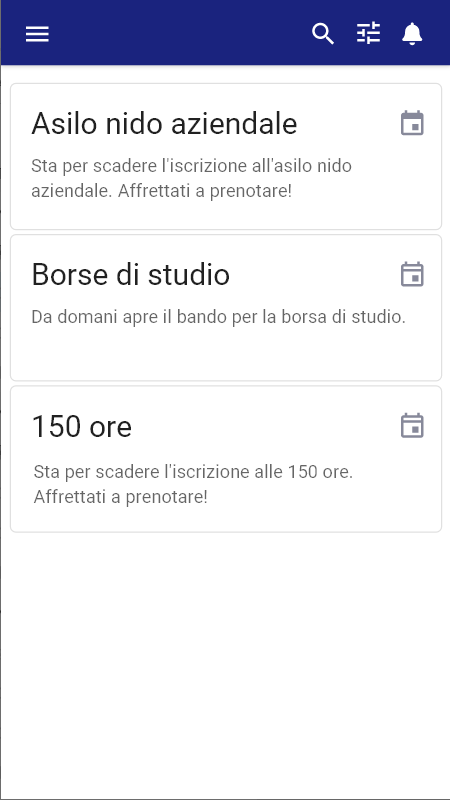 Asilo nido aziendale
Sta per scadere l'iscrizione all'asilo nido
aziendale. Affrettati a prenotare!
Borse di studio
Da domani apre il bando per la borsa di studio.
150 ore
Sta per scadere l'iscrizione alle 150 ore.
Affrettati a prenotare!